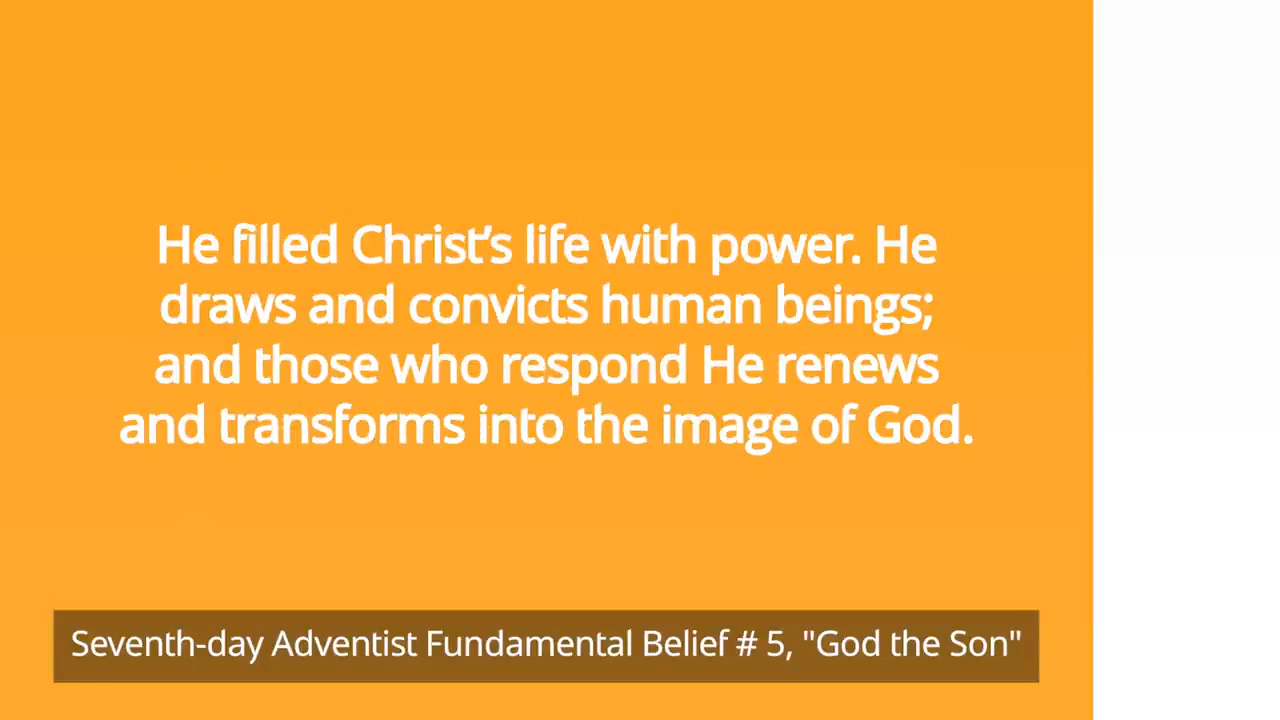 He filled Christ’s life with power. He
draws and convicts human beings;
and those who respond He renews
and transforms into the image of God.
Seventh-day Adventist Fundamental Belief # 5, "God the Son"